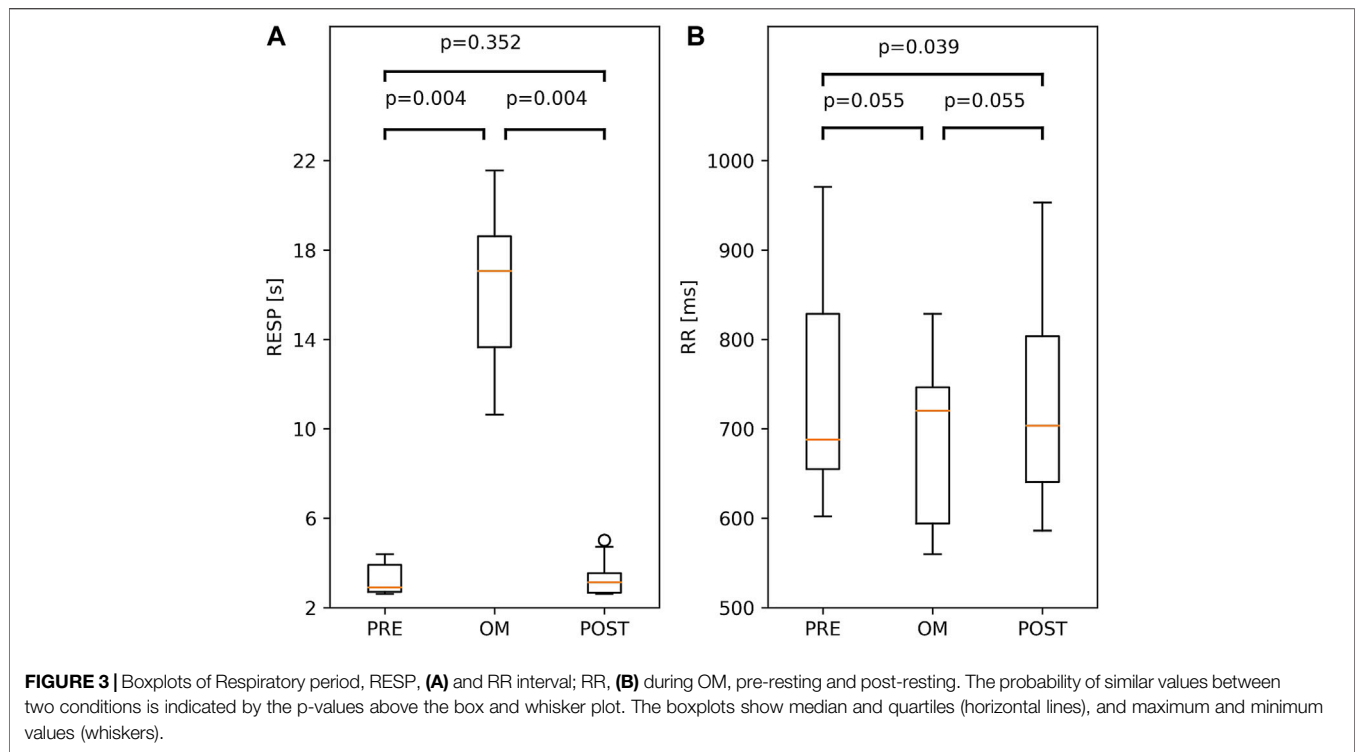 A
p=0.352
p=0.004 p=0.004
22
18
14
10
6
2
RESP [s]
PRE OM POST
B
p=0.039
p=0.055 p=0.055
1000
900
800
700
600
500
RR [ms]
PRE OM POST
FIGURE 3 | Boxplots of Respiratory period, RESP, (A) and RR interval; RR, (B) during OM, pre-resting and post-resting. The probability of similar values between
two conditions is indicated by the p-values above the box and whisker plot. The boxplots show median and quartiles (horizontal lines), and maximum and minimum
values (whiskers).